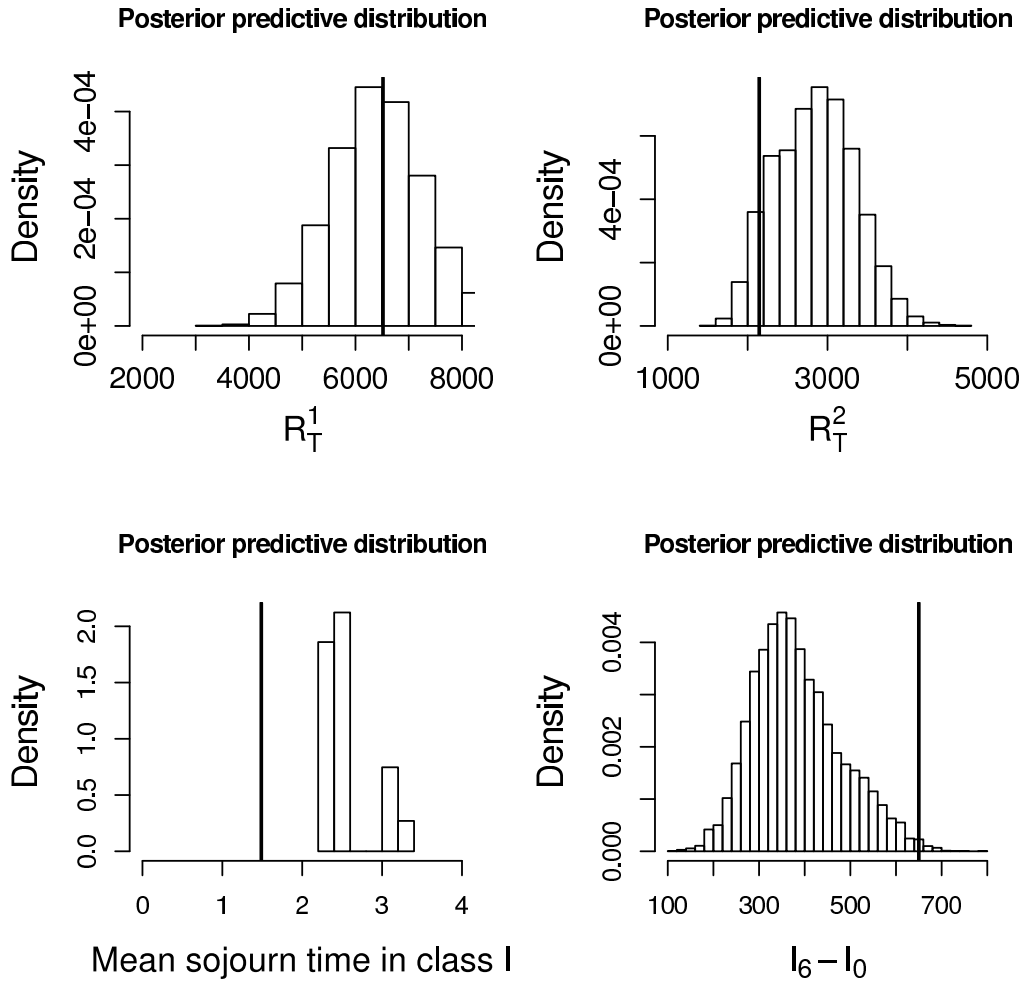 Posterior predictive distribution
Density
0e+00 2e−04 4e−04
2000 4000 6000 8000
R_T^1
Posterior predictive distribution
Density
0e+00 4e−04
1000 3000 5000
R_T^2
Posterior predictive distribution
Density
0.0 0.5 1.0 1.5 2.0
0 1 2 3 4
Mean sojourn time in class I
Posterior predictive distribution
Density
0.000 0.002 0.004
100 300 500 700
I₆ − I₀